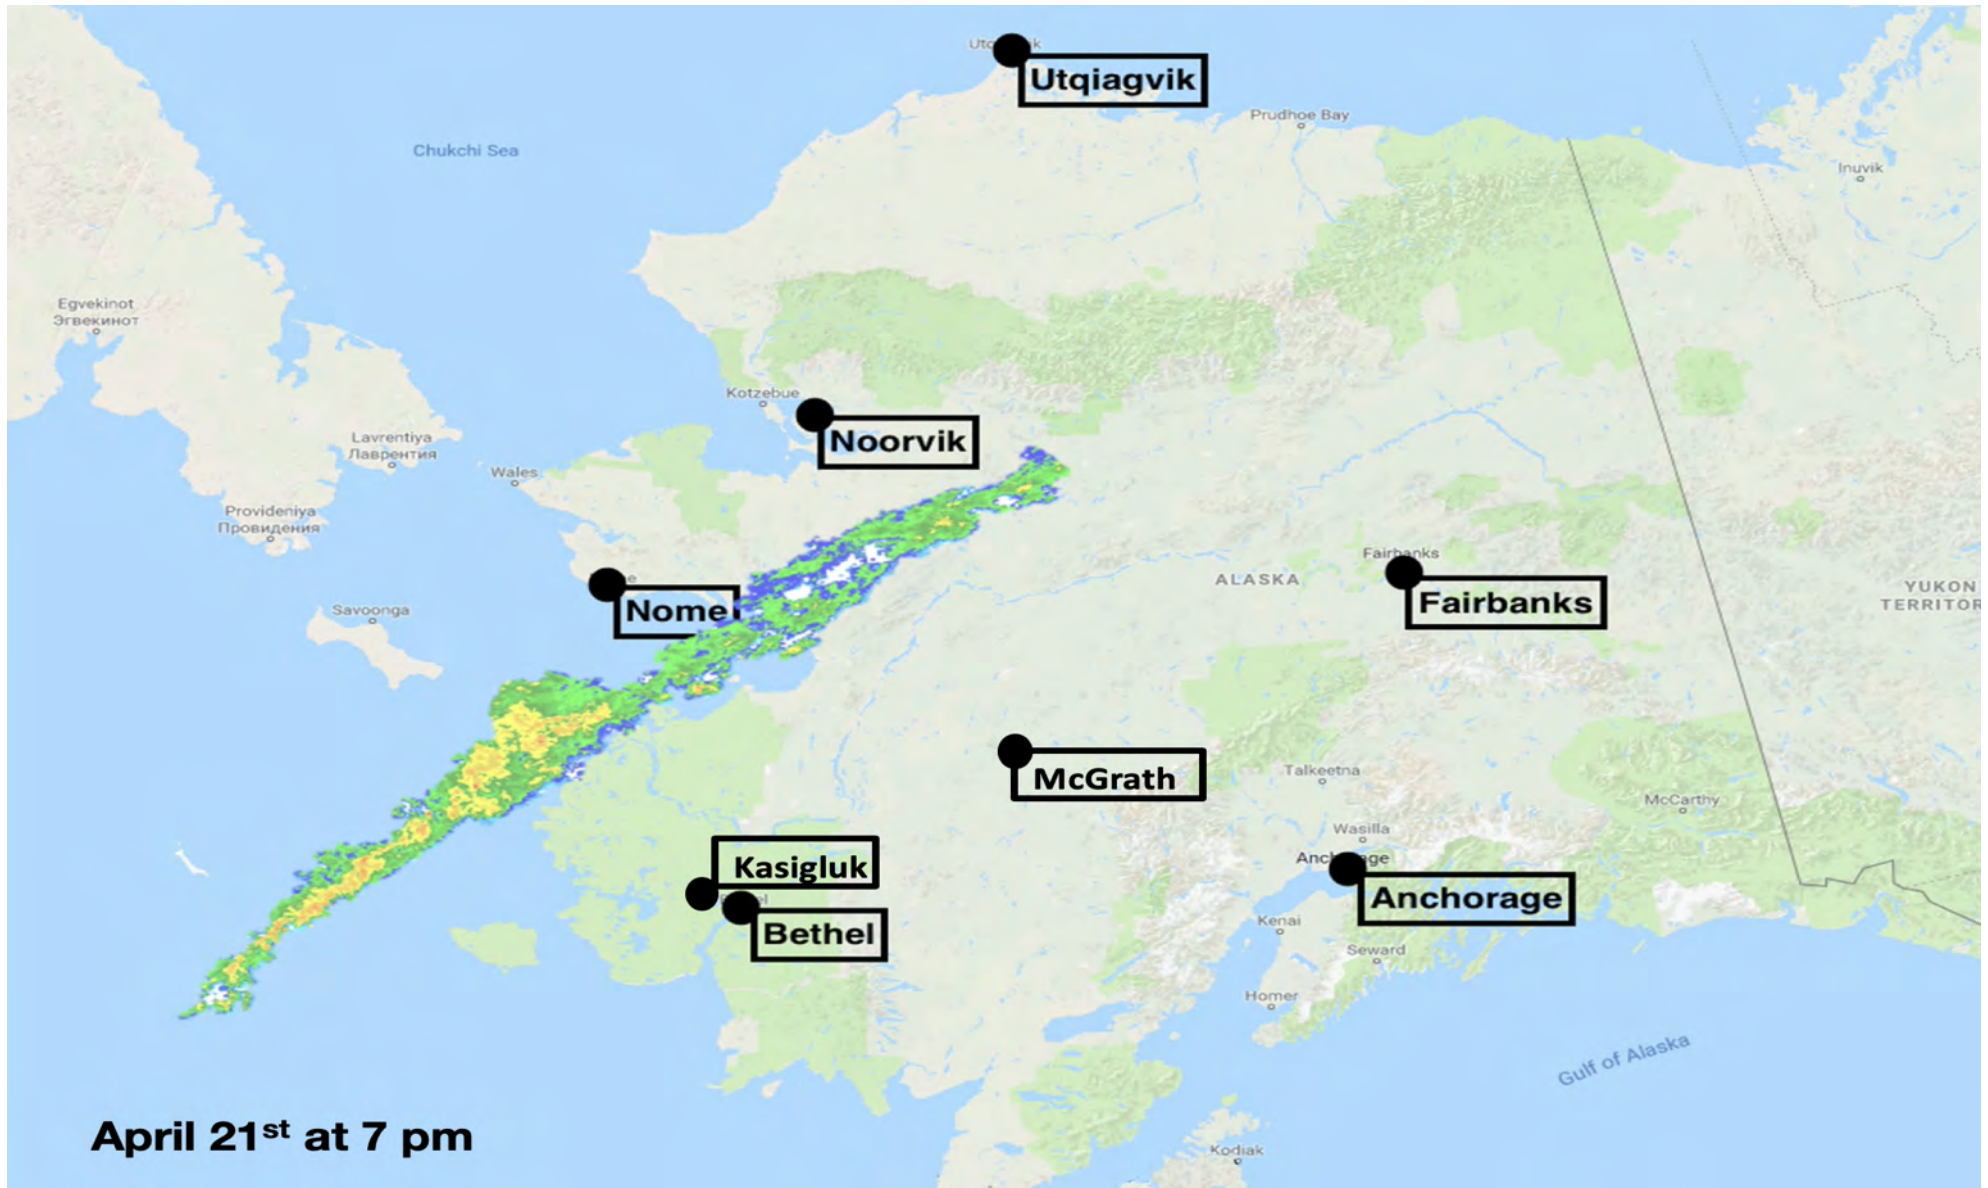 Utqiagvik
Prudhoe Bay
Chukchi Sea
Inuvik
Egvekinot
Эгвекинот
Kotzebue
Noorvik
Lavrentiya
Лаврентия
Wales
Provideniya
Провидения
Fairbanks
ALASKA
YUKON
TERRITOR
Fairbanks
Nome
Savoonga
McGrath
Talkeetna
McCarthy
Wasilla
Kasigluk
Anchorage
Bethel
Kenai
Seward
Homer
Gulf of Alaska
April 21st at 7 pm
Kodiak